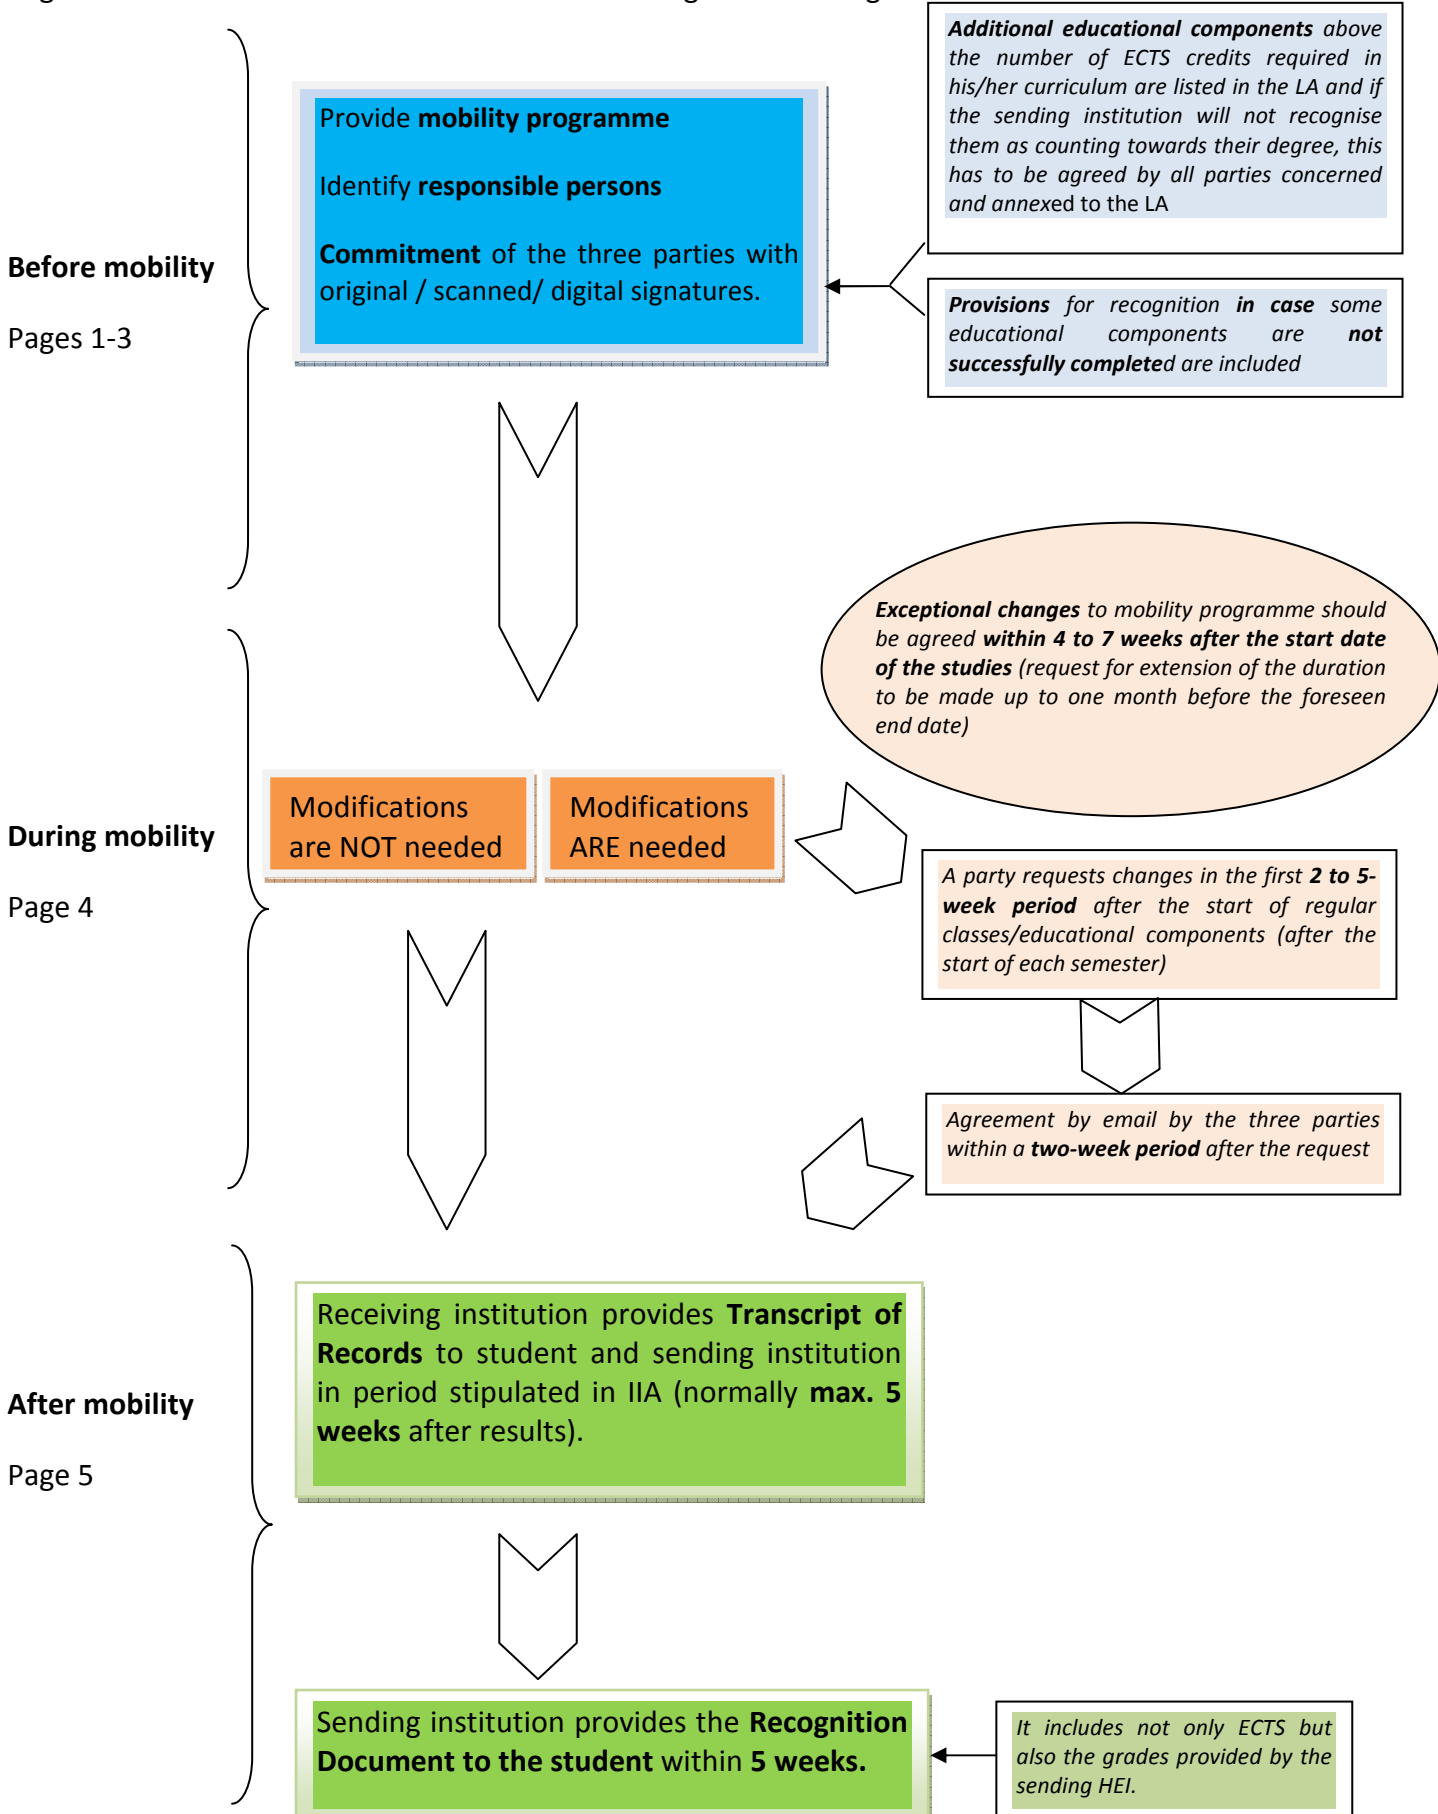 Additional educational components above
the number of ECTS credits required in
his/her curriculum are listed in the LA and if
the sending institution will not recognise
them as counting towards their degree, this
has to be agreed by all parties concerned
and annexed to the LA
Provide mobility programme
Identify responsible persons
Commitment of the three parties with
original / scanned/ digital signatures.
Before mobility
Pages 1-3
Provisions for recognition in case some
educational components are not
successfully completed are included
Exceptional changes to mobility programme should
be agreed within 4 to 7 weeks after the start date
of the studies (request for extension of the duration
to be made up to one month before the foreseen
end date)
During mobility
Page 4
Modifications
are NOT needed
Modifications
ARE needed
A party requests changes in the first 2 to 5-
week period after the start of regular
classes/educational components (after the
start of each semester)
Agreement by email by the three parties
within a two-week period after the request
After mobility
Page 5
Receiving institution provides Transcript of
Records to student and sending institution
in period stipulated in IIA (normally max. 5
weeks after results).
Sending institution provides the Recognition
Document to the student within 5 weeks.
It includes not only ECTS but
also the grades provided by the
sending HEI.